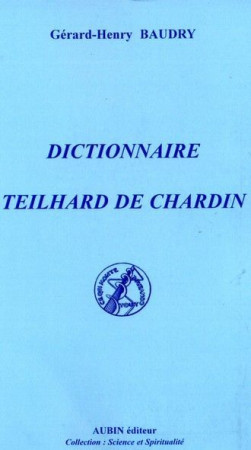 Gérard-Henry BAUDRY
DICTIONNAIRE
TEILHARD DE CHARDIN
AUBIN éditeur
Collection : Science et Spiritualité